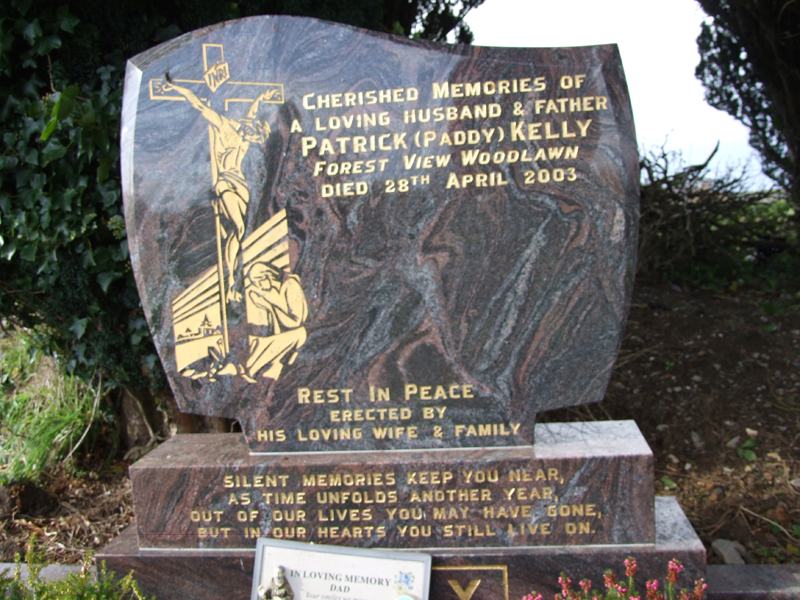 INRI
CHERISHED MEMORIES OF
A LOVING HUSBAND & FATHER
PATRICK (PADDY) KELLY
FOREST VIEW WOODLAWN
DIED 28TH APRIL 2003
REST IN PEACE
ERECTED BY
HIS LOVING WIFE & FAMILY
SILENT MEMORIES KEEP YOU NEAR,
AS TIME UNFOLDS ANOTHER YEAR,
OUT OF OUR LIVES YOU MAY HAVE GONE,
BUT IN OUR HEARTS YOU STILL LIVE ON.
IN LOVING MEMORY
DAD